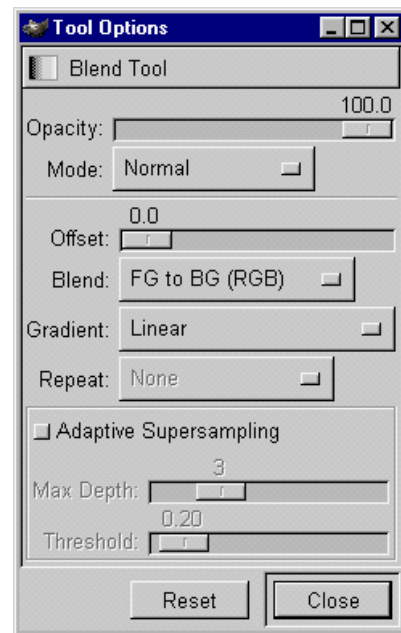 Tool Options
Blend Tool
100.0
Opacity:
Mode: Normal
0.0
Offset:
Blend: FG to BG (RGB)
Gradient: Linear
Repeat: None
Adaptive Supersampling
3
Max Depth:
0.20
Threshold:
Reset Close